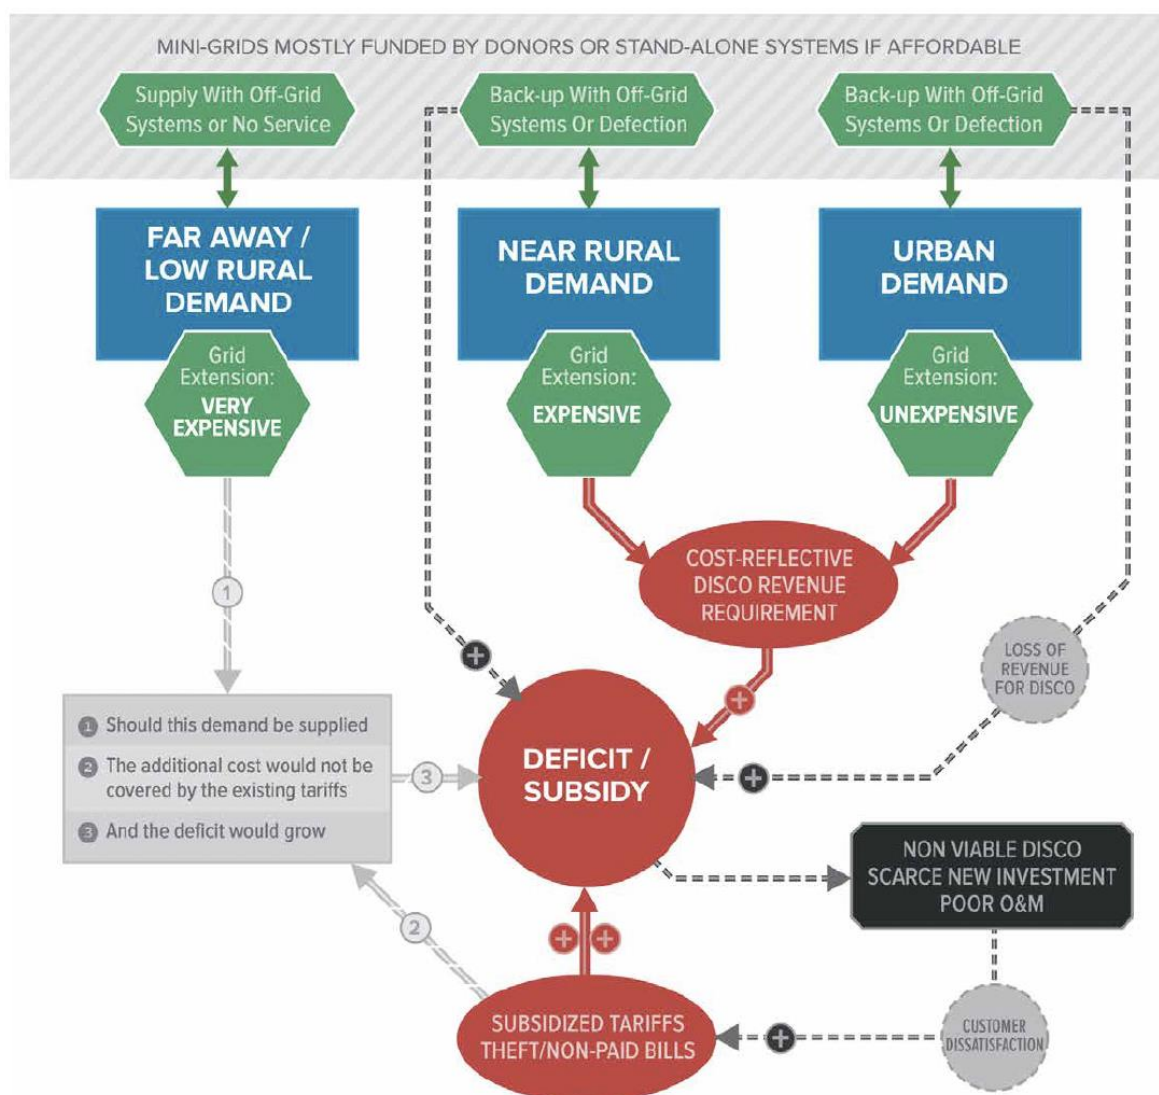 MINI-GRIDS MOSTLY FUNDED BY DONORS OR STAND-ALONE SYSTEMS IF AFFORDABLE
Supply With Off-Grid
Systems or No Service
Back-up With Off-Grid
Systems Or Defection
Back-up With Off-Grid
Systems Or Defection
FAR AWAY /
LOW RURAL
DEMAND
NEAR RURAL
DEMAND
URBAN
DEMAND
Grid
Extension:
VERY
EXPENSIVE
Grid
Extension:
EXPENSIVE
Grid
Extension:
UNEXPENSIVE
COST-REFLECTIVE
DISCO REVENUE
REQUIREMENT
1
+
LOSS OF
REVENUE
FOR DISCO
+
1 Should this demand be supplied
2 The additional cost would not be
covered by the existing tariffs
3 And the deficit would grow
3
DEFICIT /
SUBSIDY
+
NON VIABLE DISCO
SCARCE NEW INVESTMENT
POOR O&M
2
+ +
SUBSIDIZED TARIFFS
THEFT/NON-PAID BILLS
+
CUSTOMER
DISSATISFACTION